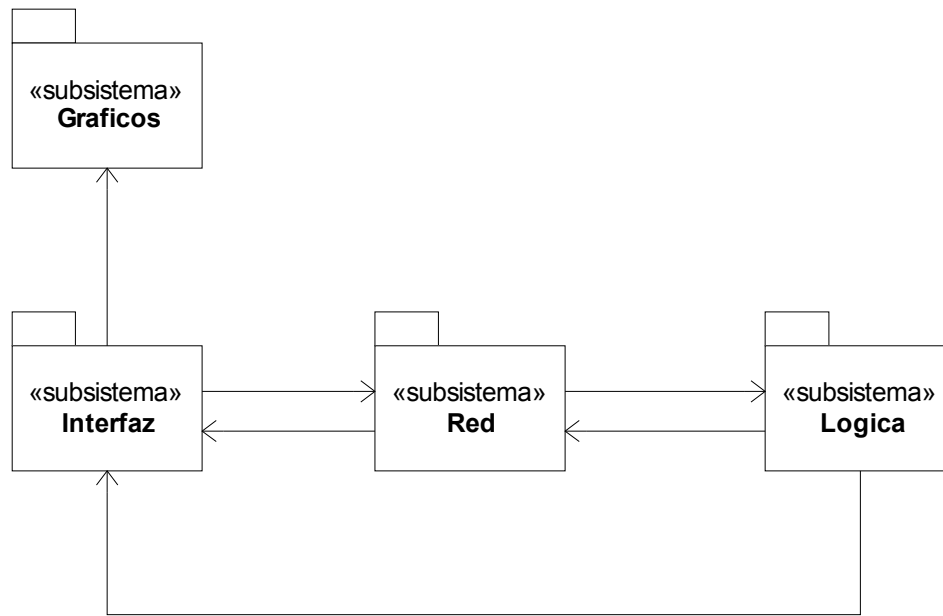 «subsistema»
Graficos
«subsistema»
Interfaz
«subsistema»
Red
«subsistema»
Logica